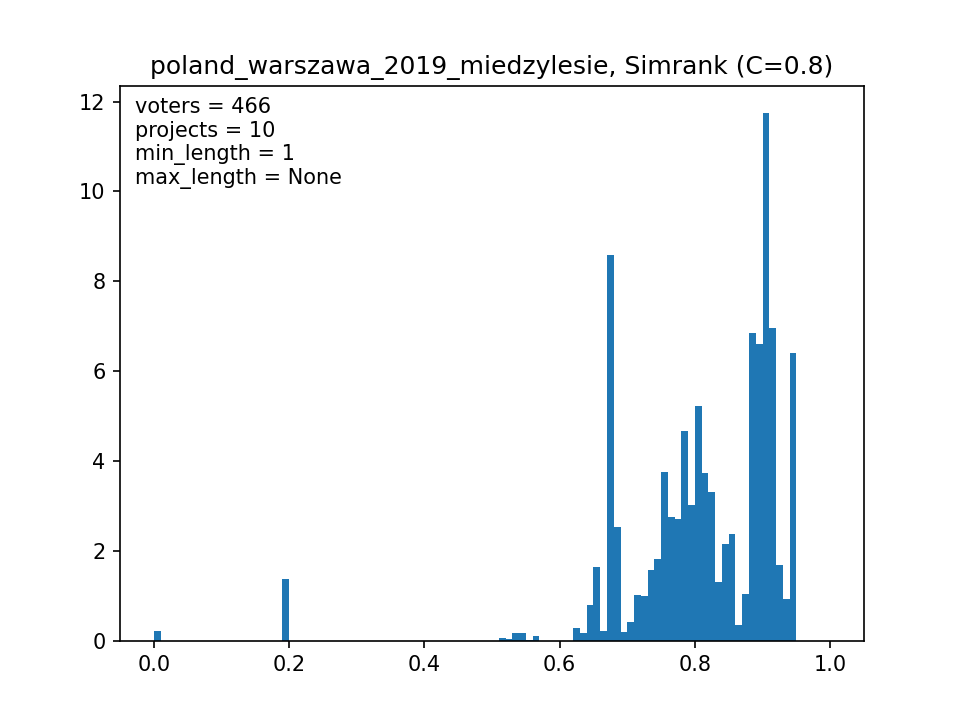 poland_warszawa_2019_miedzylesie, Simrank (C=0.8)
voters = 466
projects = 10
min_length = 1
max_length = None
12
10
8
6
4
2
0
0.0 0.2 0.4 0.6 0.8 1.0